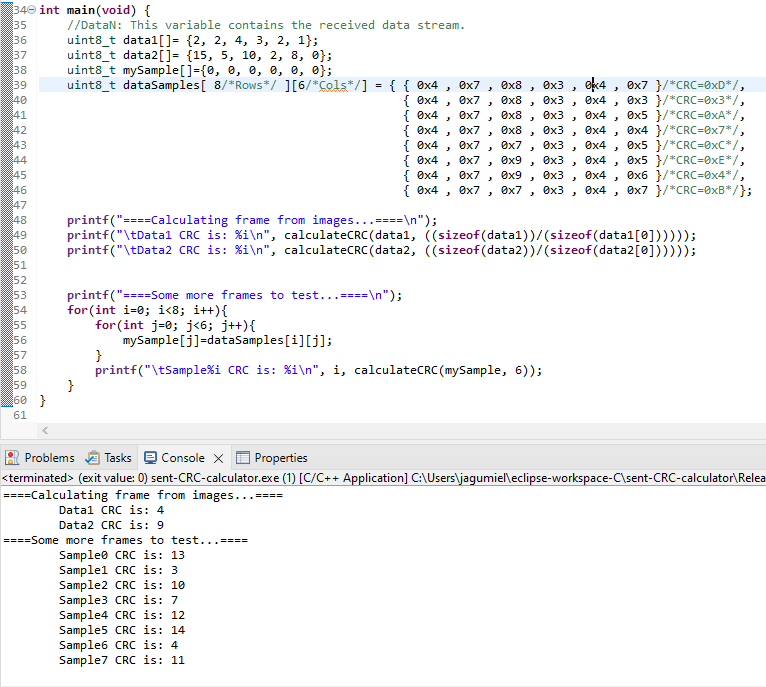 34 int main(void) {
35     //DataN: This variable contains the received data stream.
36     uint8_t data1[]= {2, 2, 4, 3, 2, 1};
37     uint8_t data2[]= {15, 5, 10, 2, 8, 0};
38     uint8_t mySample[]={0, 0, 0, 0, 0, 0};
39     uint8_t dataSamples[ 8/*Rows*/ ][6/*Cols*/] = { { 0x4 , 0x7 , 0x8 , 0x3 , 0x4 , 0x7 }/*CRC=0xD*/,
40                                                     { 0x4 , 0x7 , 0x8 , 0x3 , 0x4 , 0x3 }/*CRC=0x3*/,
41                                                     { 0x4 , 0x7 , 0x8 , 0x3 , 0x4 , 0x5 }/*CRC=0xA*/,
42                                                     { 0x4 , 0x7 , 0x8 , 0x3 , 0x4 , 0x4 }/*CRC=0x7*/,
43                                                     { 0x4 , 0x7 , 0x7 , 0x3 , 0x4 , 0x5 }/*CRC=0xC*/,
44                                                     { 0x4 , 0x7 , 0x9 , 0x3 , 0x4 , 0x5 }/*CRC=0xE*/,
45                                                     { 0x4 , 0x7 , 0x9 , 0x3 , 0x4 , 0x6 }/*CRC=0x4*/,
46                                                     { 0x4 , 0x7 , 0x7 , 0x3 , 0x4 , 0x7 }/*CRC=0xB*/};
47
48     printf("====Calculating frame from images...====\n");
49     printf("\tData1 CRC is: %i\n", calculateCRC(data1, ((sizeof(data1))/(sizeof(data1[0])))));
50     printf("\tData2 CRC is: %i\n", calculateCRC(data2, ((sizeof(data2))/(sizeof(data2[0])))));
51
52
53     printf("====Some more frames to test...====\n");
54     for(int i=0; i<8; i++){
55         for(int j=0; j<6; j++){
56             mySample[j]=dataSamples[i][j];
57         }
58         printf("\tSample%i CRC is: %i\n", i, calculateCRC(mySample, 6));
59     }
60 }
61
Problems Tasks Console Properties
<terminated> (exit value: 0) sent-CRC-calculator.exe (1) [C/C++ Application] C:\Users\jagumiel\eclipse-workspace-C\sent-CRC-calculator\Relea
====Calculating frame from images...====
        Data1 CRC is: 4
        Data2 CRC is: 9
====Some more frames to test...====
        Sample0 CRC is: 13
        Sample1 CRC is: 3
        Sample2 CRC is: 10
        Sample3 CRC is: 7
        Sample4 CRC is: 12
        Sample5 CRC is: 14
        Sample6 CRC is: 4
        Sample7 CRC is: 11